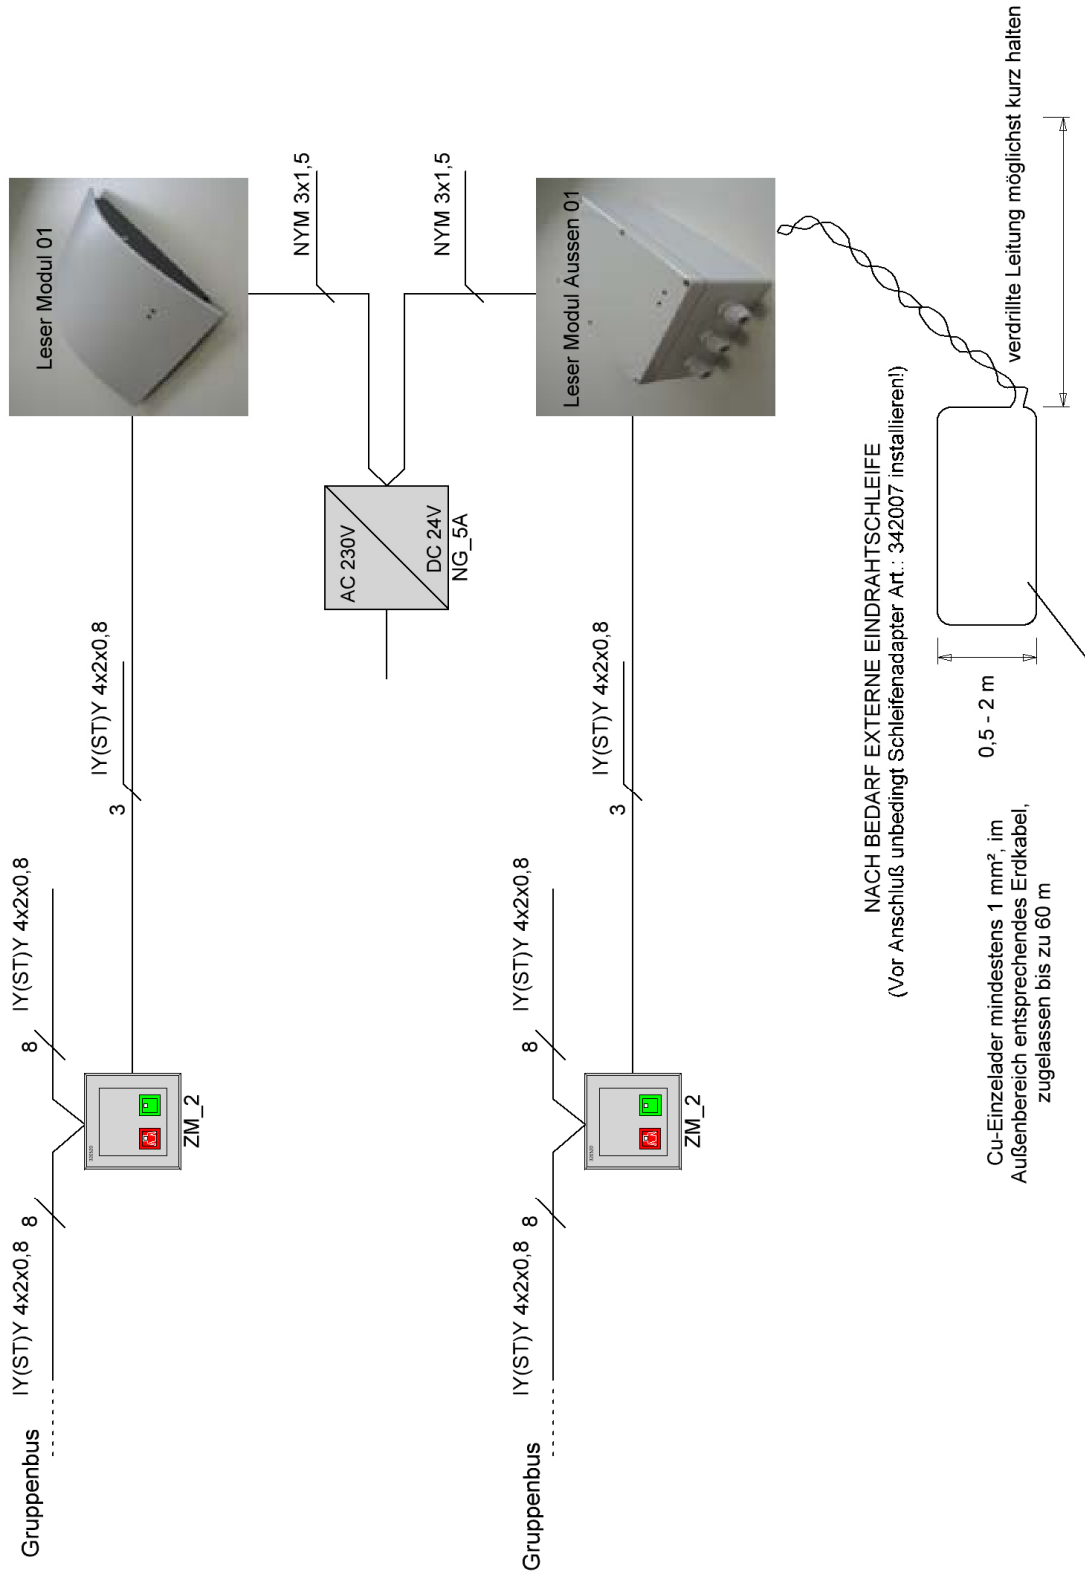 Gruppenbus
IY(ST)Y 4x2x0,8
8
8
IY(ST)Y 4x2x0,8
ZM_2
3
IY(ST)Y 4x2x0,8
Leser Modul 01
NYM 3x1,5
AC 230V
DC 24V
NG_5A
NYM 3x1,5
Gruppenbus
IY(ST)Y 4x2x0,8
8
8
IY(ST)Y 4x2x0,8
ZM_2
3
IY(ST)Y 4x2x0,8
Leser Modul Aussen 01
NACH BEDARF EXTERNE EINDRAHTSCHLEIFE
(Vor Anschluß unbedingt Schleifenadapter Art.: 342007 installieren!)
Cu-Einzelader mindestens 1 mm², im
Außenbereich entsprechendes Erdkabel,
zugelassen bis zu 60 m
0,5 - 2 m
verdrillte Leitung möglichst kurz halten